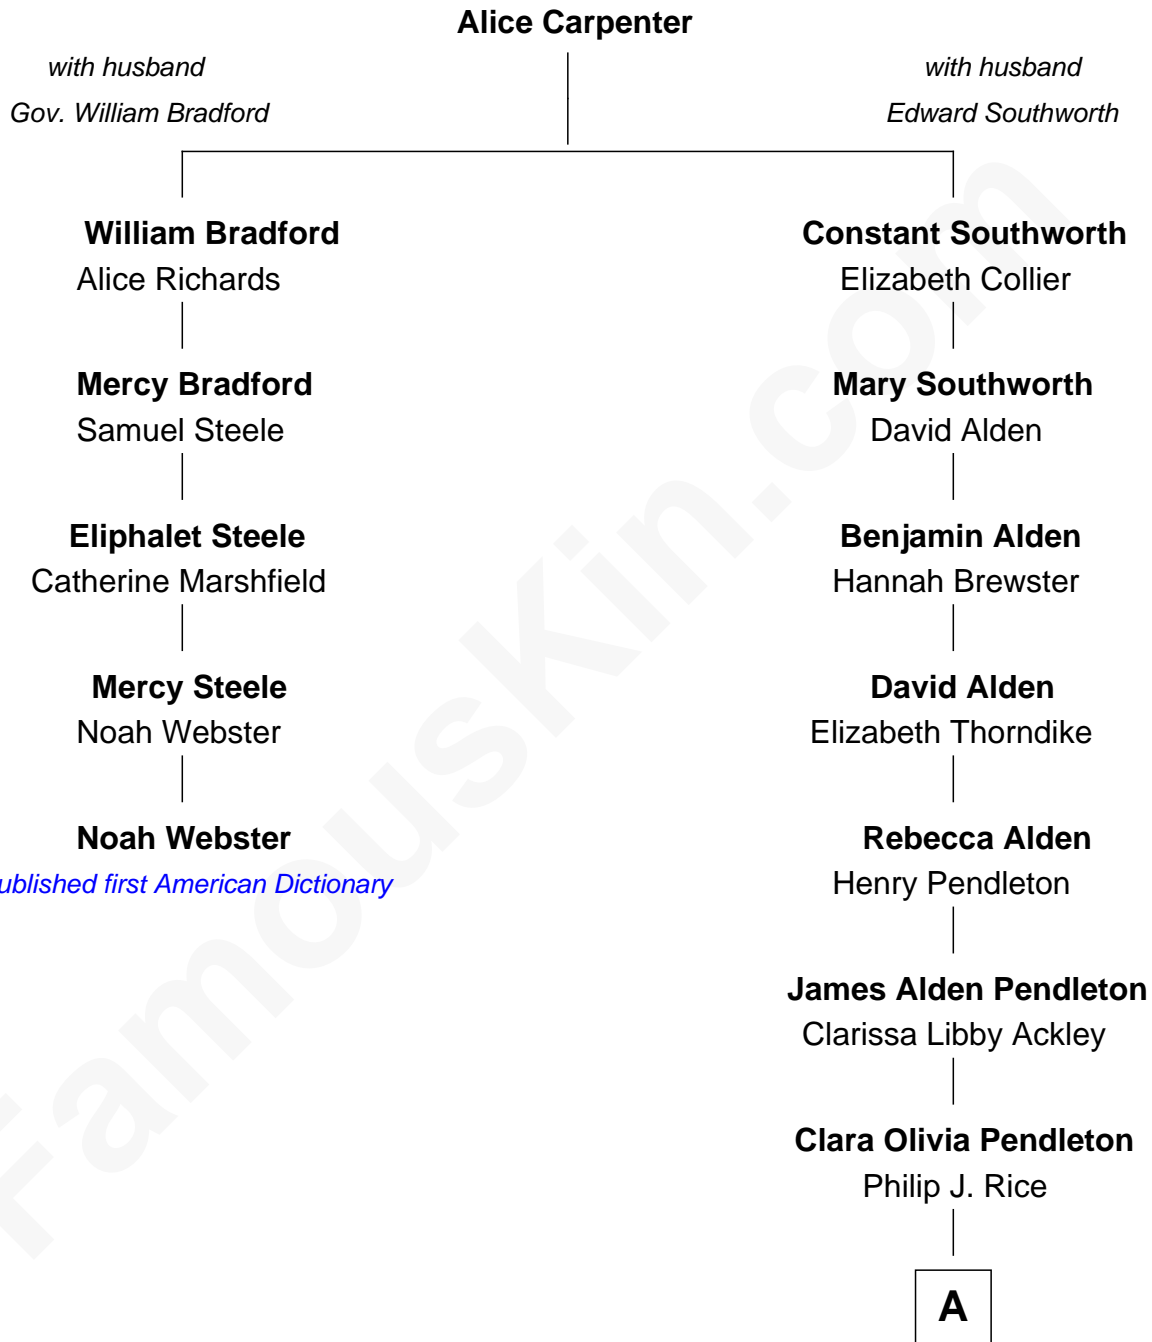 Alice Carpenter
with husband
Gov. William Bradford
with husband
Edward Southworth
William Bradford
Alice Richards
Mercy Bradford
Samuel Steele
Eliphalet Steele
Catherine Marshfield
Mercy Steele
Noah Webster
Noah Webster
ublished first American Dictionary
Constant Southworth
Elizabeth Collier
Mary Southworth
David Alden
Benjamin Alden
Hannah Brewster
David Alden
Elizabeth Thorndike
Rebecca Alden
Henry Pendleton
James Alden Pendleton
Clarissa Libby Ackley
Clara Olivia Pendleton
Philip J. Rice
A
FamousKin.com